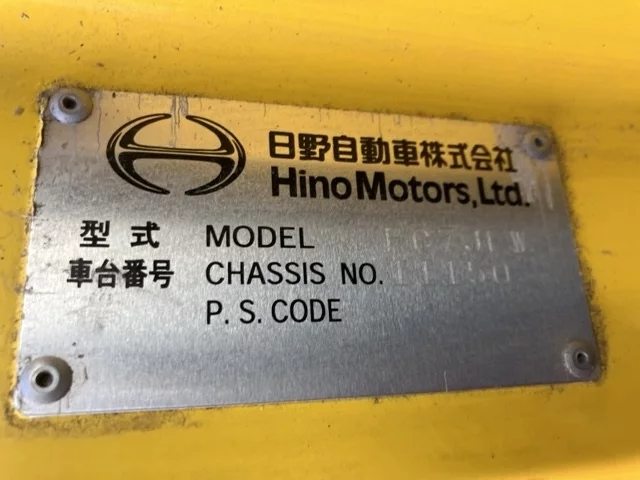 日野自動車株式会社
Hino Motors, Ltd.
型式 MODEL
車台番号 CHASSIS NO.
P. S. CODE